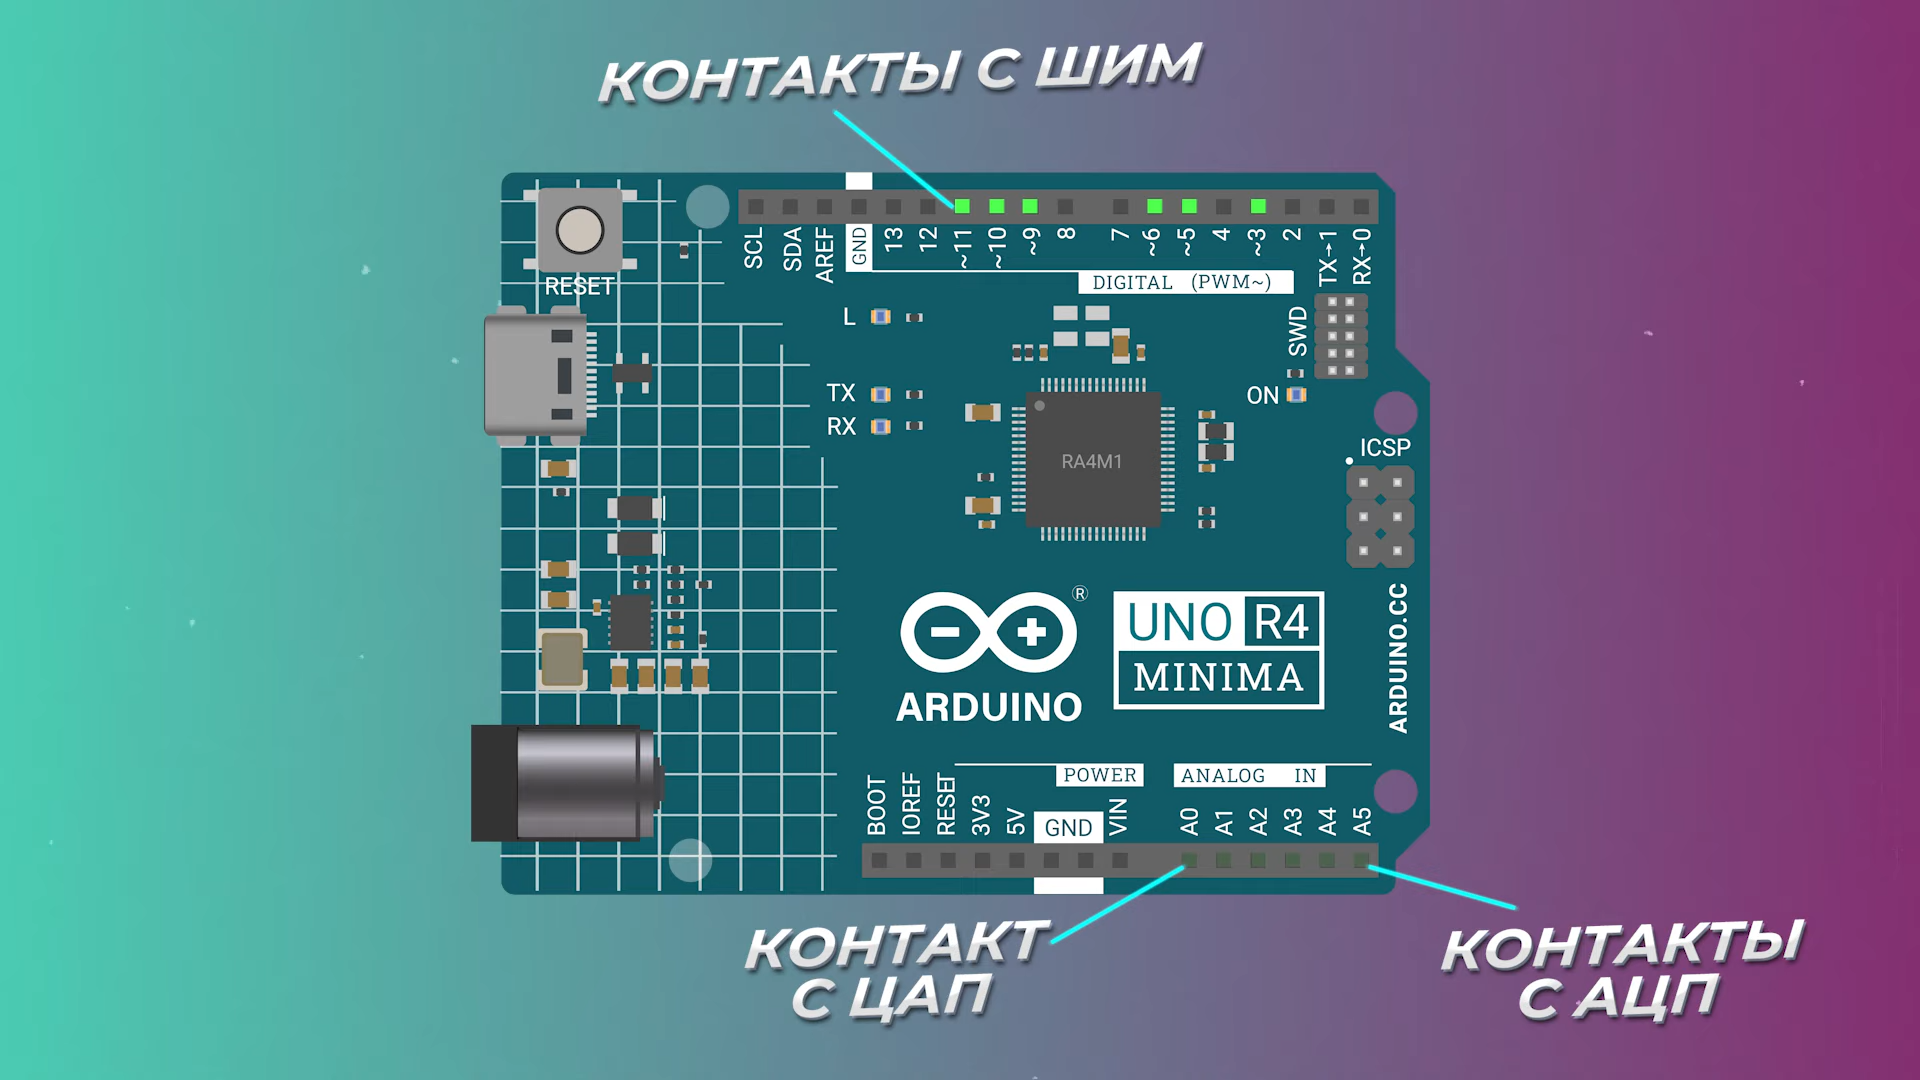 КОНТАКТЫ С ШИМ
SCL
SDA
AREF
GND
13
12
~11
~10
~9
8
7
~6
~5
4
~3
2
TX→1
RX→0
DIGITAL (PWM~)
RESET
L
TX
RX
SWD
ON
RA4M1
ICSP
®
ARDUINO
UNO R4
MINIMA
ARDUINO.CC
POWER
ANALOG IN
BOOT
IOREF
RESET
3V3
5V
GND
VIN
A0
A1
A2
A3
A4
A5
КОНТАКТ
С ЦАП
КОНТАКТЫ
С АЦП